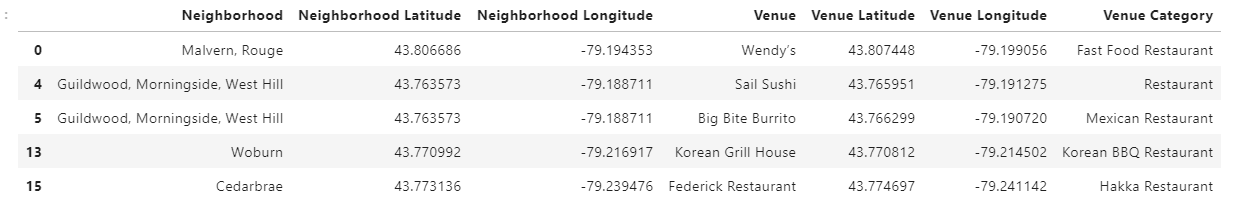 :
Neighborhood Neighborhood Latitude Neighborhood Longitude Venue Venue Latitude Venue Longitude Venue Category
0 Malvern, Rouge 43.806686 -79.194353 Wendy’s 43.807448 -79.199056 Fast Food Restaurant
4 Guildwood, Morningside, West Hill 43.763573 -79.188711 Sail Sushi 43.765951 -79.191275 Restaurant
5 Guildwood, Morningside, West Hill 43.763573 -79.188711 Big Bite Burrito 43.766299 -79.190720 Mexican Restaurant
13 Woburn 43.770992 -79.216917 Korean Grill House 43.770812 -79.214502 Korean BBQ Restaurant
15 Cedarbrae 43.773136 -79.239476 Federick Restaurant 43.774697 -79.241142 Hakka Restaurant